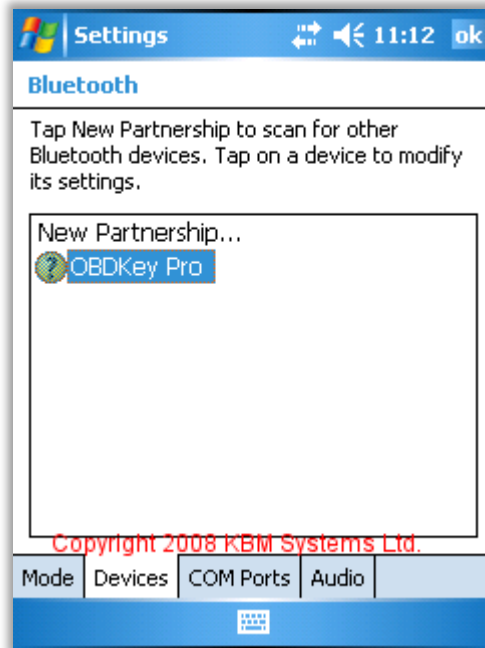 Settings 11:12 ok
Bluetooth
Tap New Partnership to scan for other
Bluetooth devices. Tap on a device to modify
its settings.
New Partnership...
? OBDKey Pro
Copyright 2008 KBM Systems Ltd.
Mode Devices COM Ports Audio